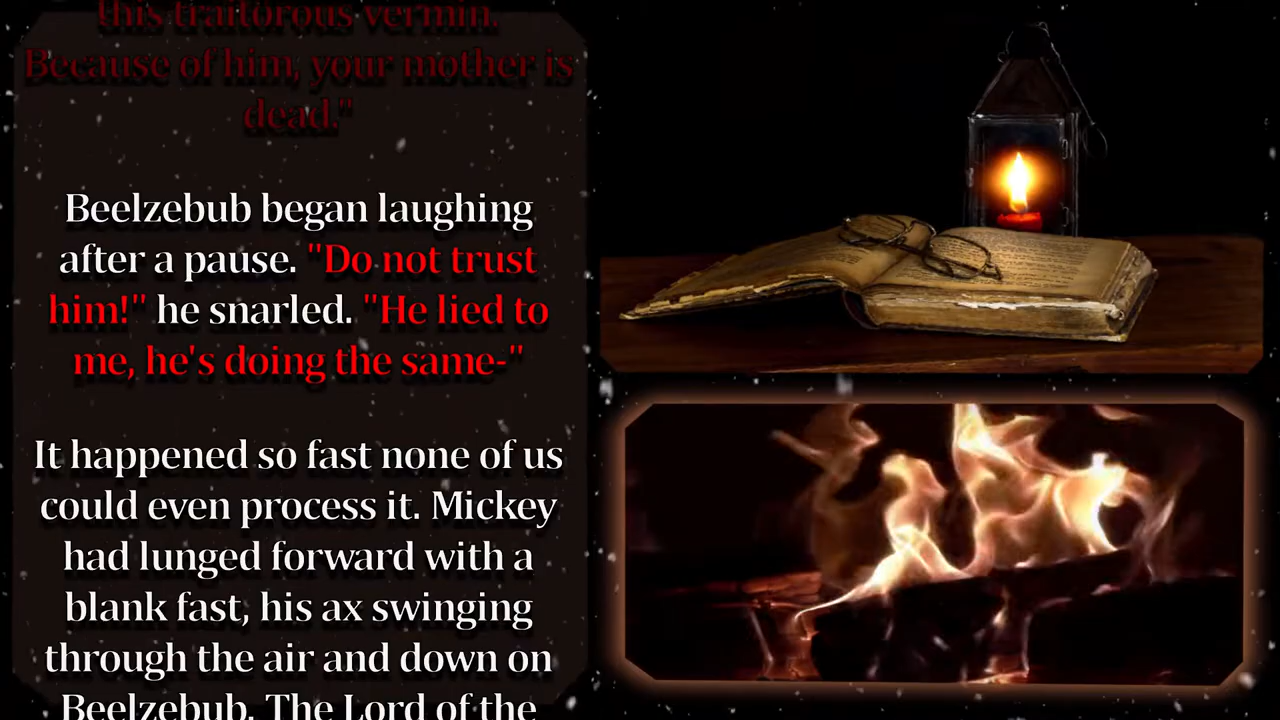 this traitorous vermin.
Because of him, your mother is
dead."
Beelzebub began laughing
after a pause. "Do not trust
him!" he snarled. "He lied to
me, he's doing the same-"
It happened so fast none of us
could even process it. Mickey
had lunged forward with a
blank fast, his ax swinging
through the air and down on
Beelzebub. The Lord of the